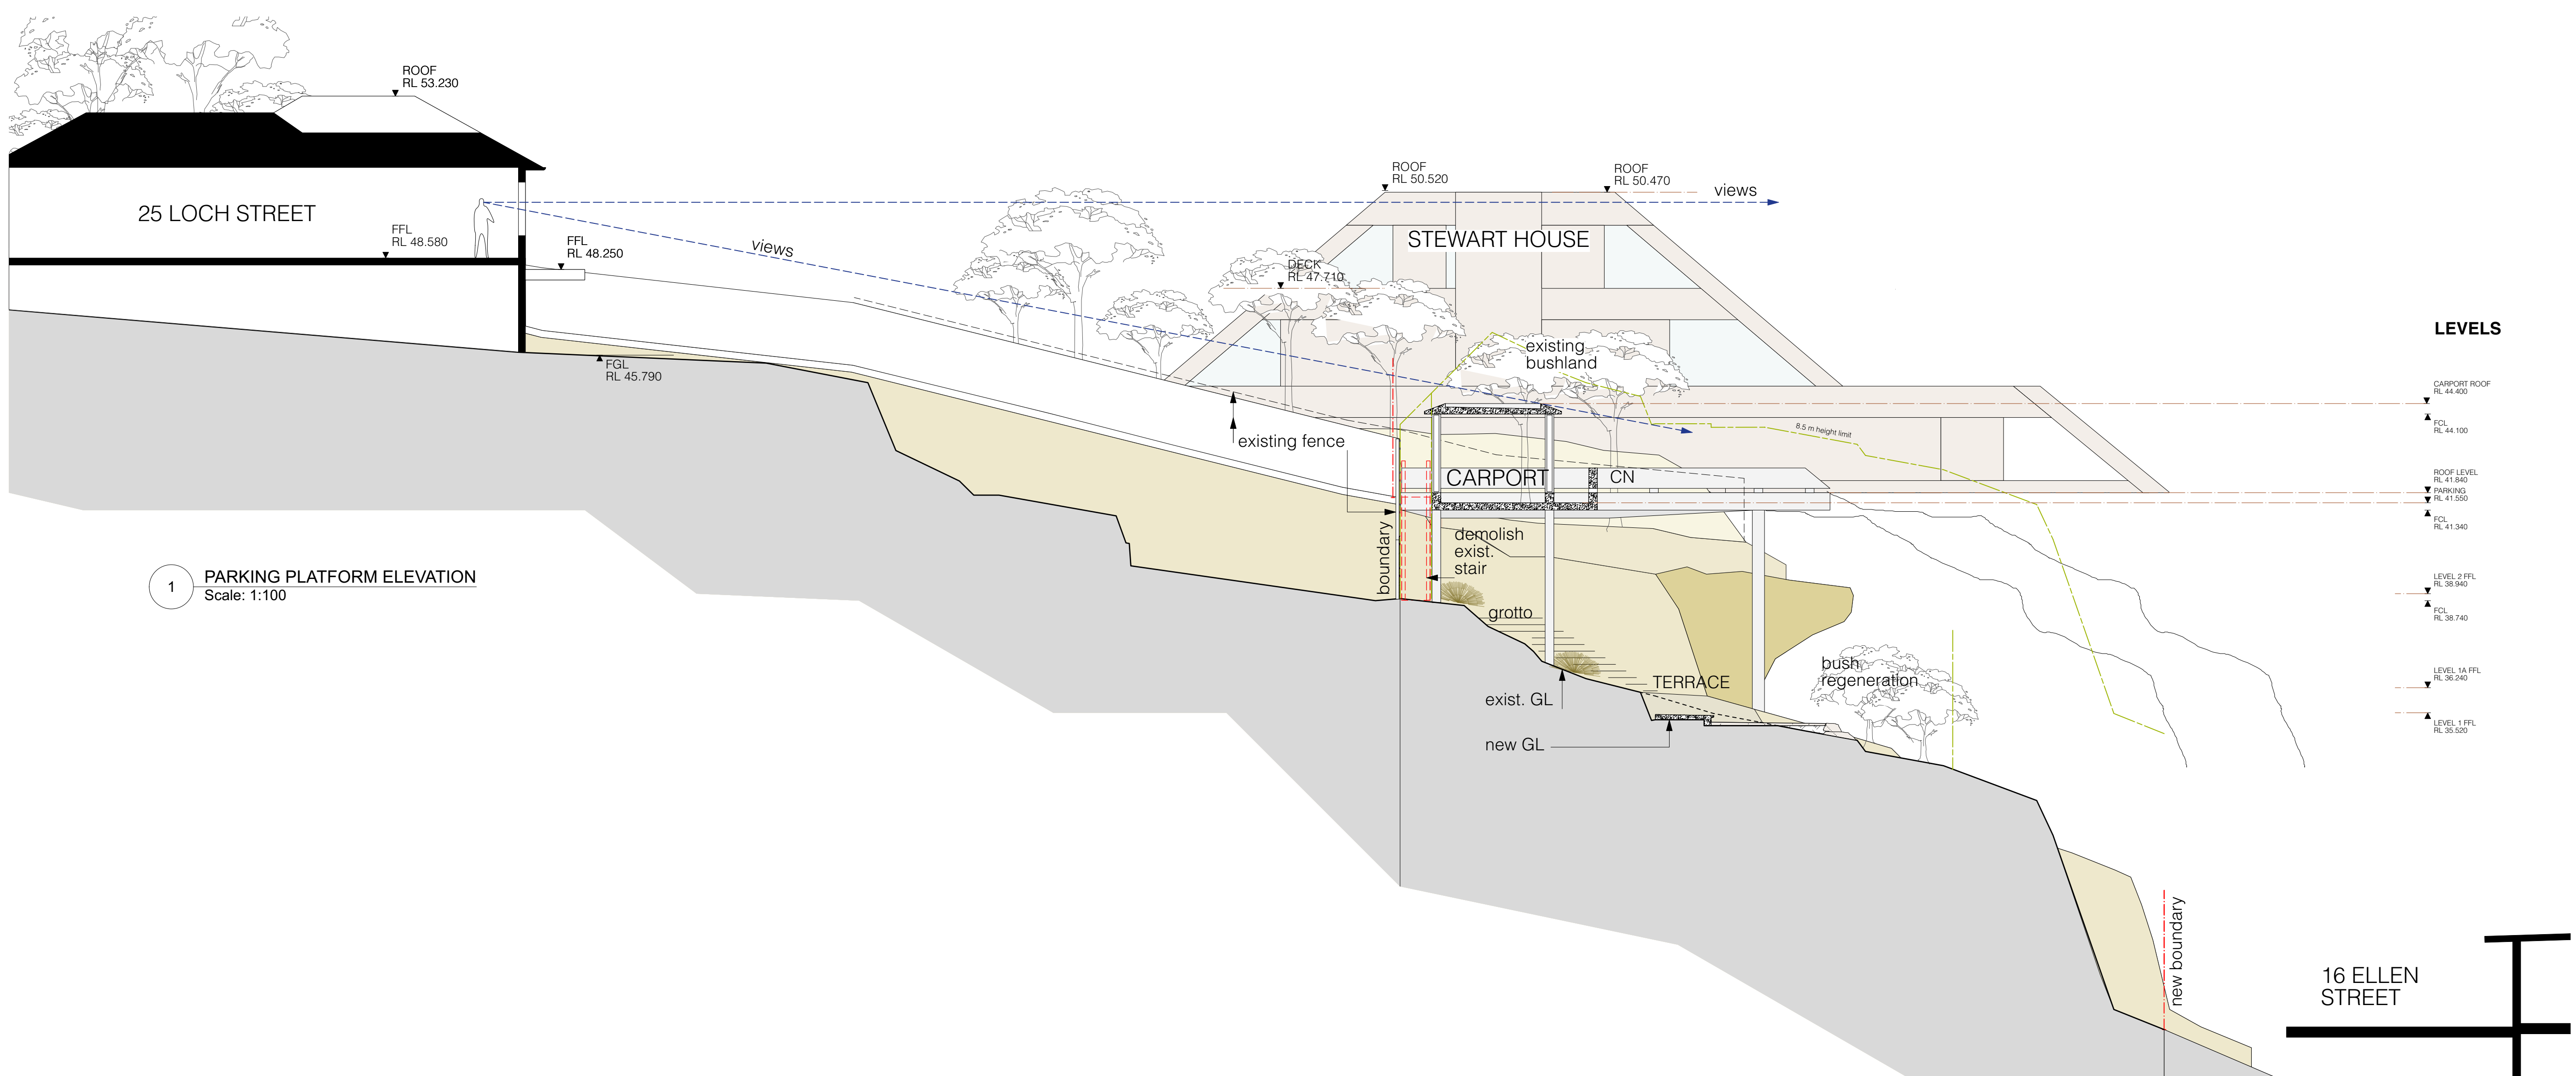 ROOF
RL 53.230
25 LOCH STREET
FFL
RL 48.580
FFL
RL 48.250
FGL
RL 45.790
views
ROOF
RL 50.520
ROOF
RL 50.470
views
STEWART HOUSE
DECK
RL 47.710
existing
bushland
existing fence
8.5 m height limit
CARPORT
CN
boundary
demolish
exist.
stair
grotto
exist. GL
TERRACE
new GL
bush
regeneration
new boundary
16 ELLEN
STREET
1
PARKING PLATFORM ELEVATION
Scale: 1:100
LEVELS
CARPORT ROOF
RL 44.400
FCL
RL 44.100
ROOF LEVEL
RL 41.840
PARKING
RL 41.550
FCL
RL 41.340
LEVEL 2 FFL
RL 38.940
FCL
RL 38.740
LEVEL 1A FFL
RL 36.240
LEVEL 1 FFL
RL 35.520